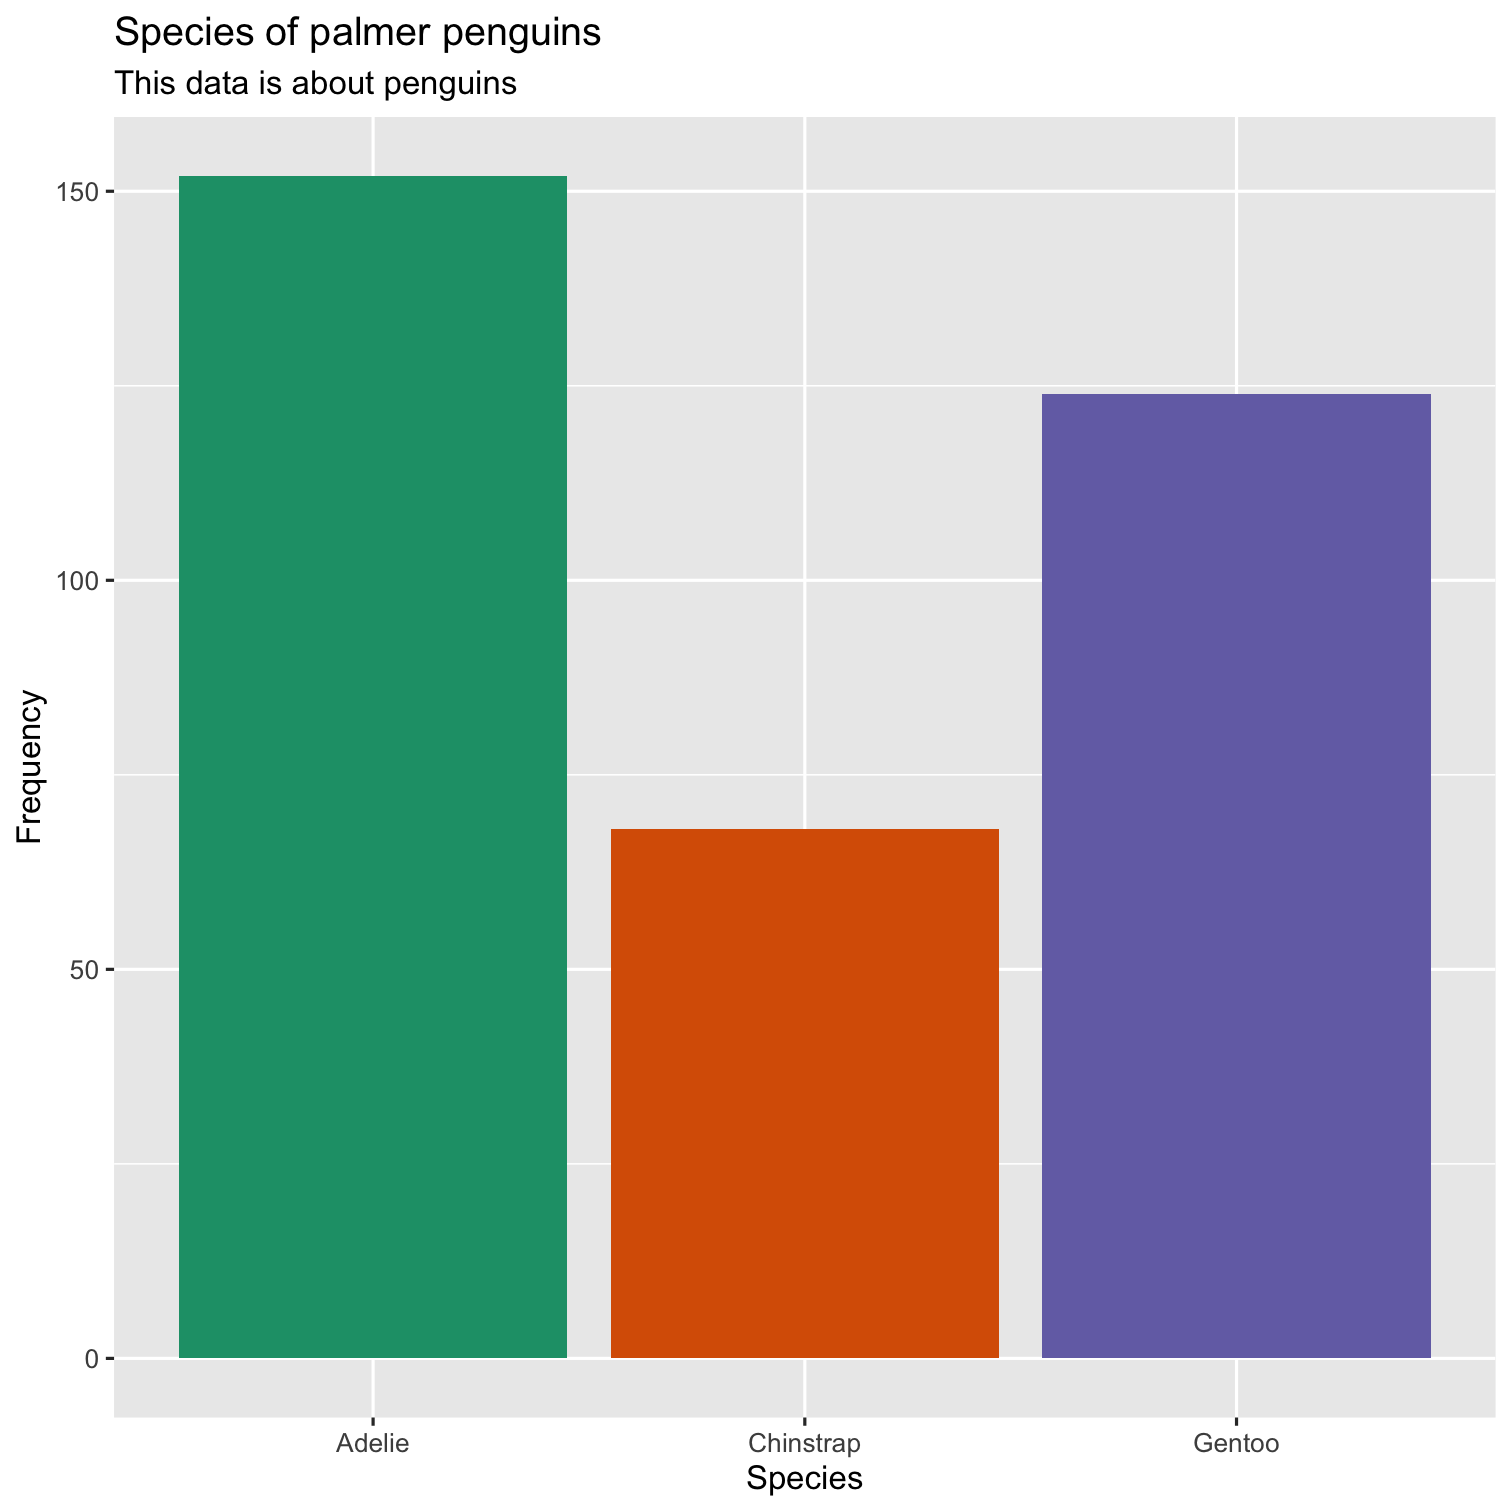 Species of palmer penguins
This data is about penguins
150
100
50
0
Frequency
Adelie Chinstrap Gentoo
Species